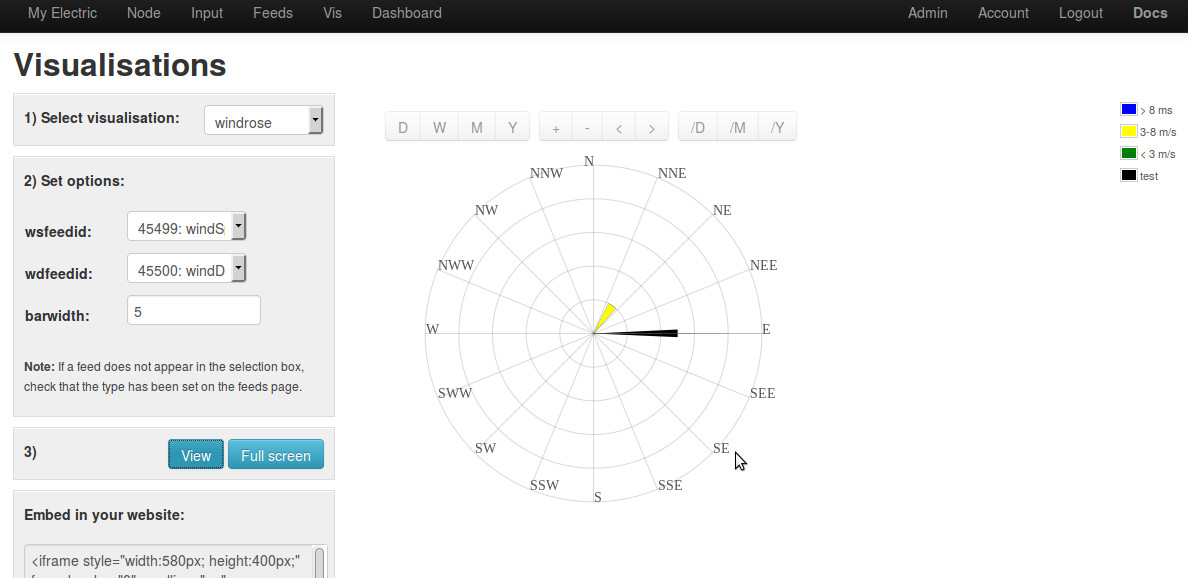 My Electric Node Input Feeds Vis Dashboard Admin Account Logout Docs
Visualisations
1) Select visualisation: windrose
2) Set options:
wsfeedid: 45499: windS
wdfeedid: 45500: windD
barwidth: 5
Note: If a feed does not appear in the selection box,
check that the type has been set on the feeds page.
3) View Full screen
Embed in your website:
<iframe style="width:580px; height:400px;"
D W M Y + - < > /D /M /Y
N
NNW NNE
NW NE
NWW NEE
W E
SWW SEE
SW SE
SSW SSE
S
> 8 ms
3-8 m/s
< 3 m/s
test